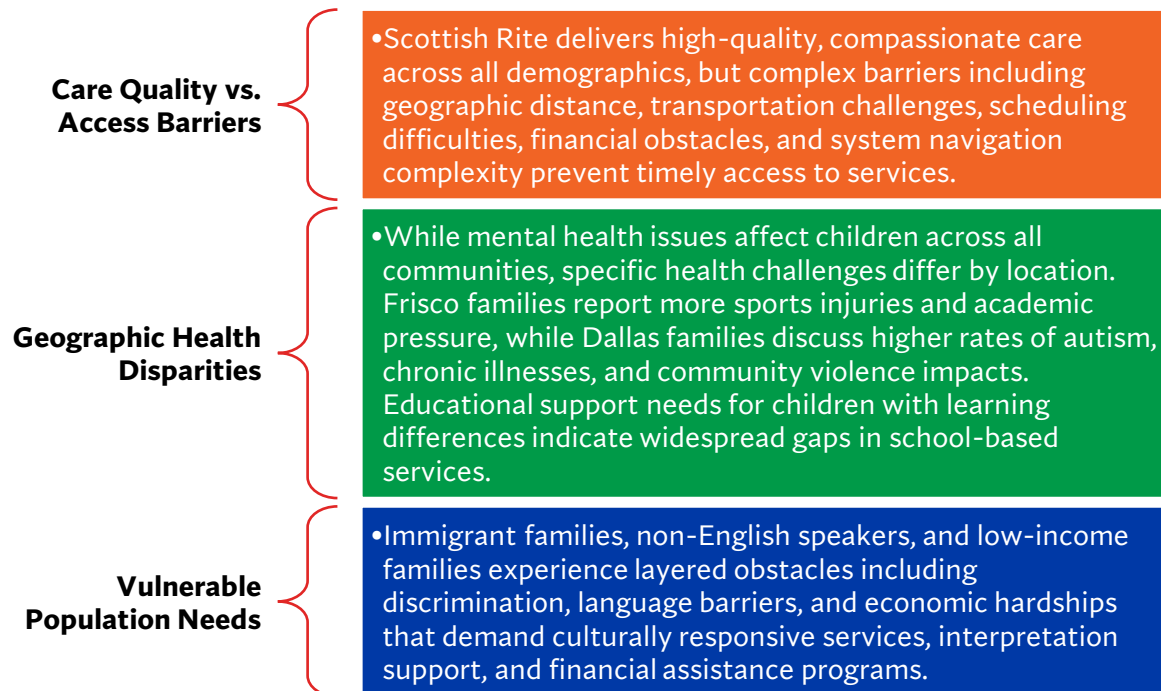 Care Quality vs.
Access Barriers
•Scottish Rite delivers high-quality, compassionate care
across all demographics, but complex barriers including
geographic distance, transportation challenges, scheduling
difficulties, financial obstacles, and system navigation
complexity prevent timely access to services.
Geographic Health
Disparities
•While mental health issues affect children across all
communities, specific health challenges differ by location.
Frisco families report more sports injuries and academic
pressure, while Dallas families discuss higher rates of autism,
chronic illnesses, and community violence impacts.
Educational support needs for children with learning
differences indicate widespread gaps in school-based
services.
Vulnerable
Population Needs
•Immigrant families, non-English speakers, and low-income
families experience layered obstacles including
discrimination, language barriers, and economic hardships
that demand culturally responsive services, interpretation
support, and financial assistance programs.